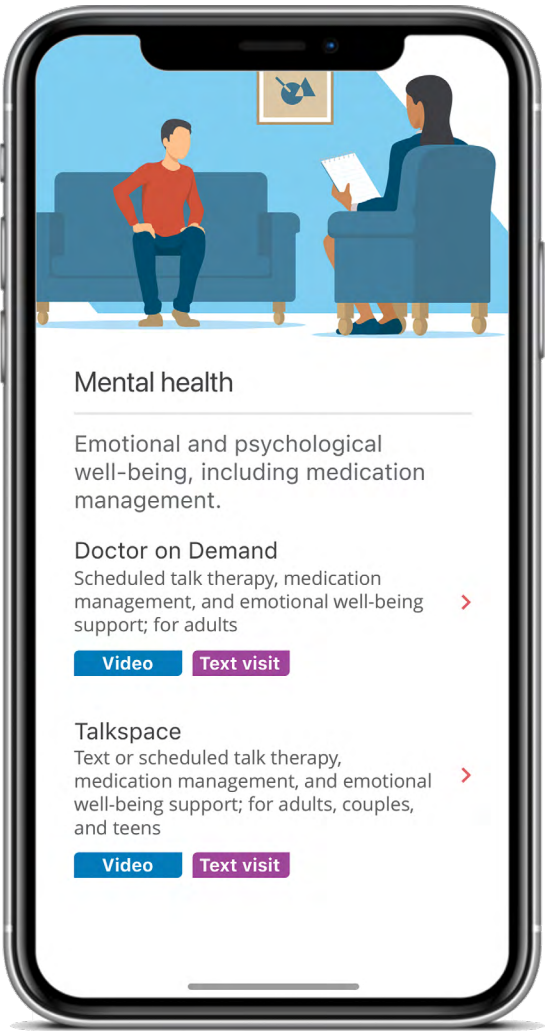 Mental health
Emotional and psychological
well-being, including medication
management.
Doctor on Demand
Scheduled talk therapy, medication
management, and emotional well-being
support; for adults
Video Text visit
Talkspace
Text or scheduled talk therapy,
medication management, and emotional
well-being support; for adults, couples,
and teens
Video Text visit